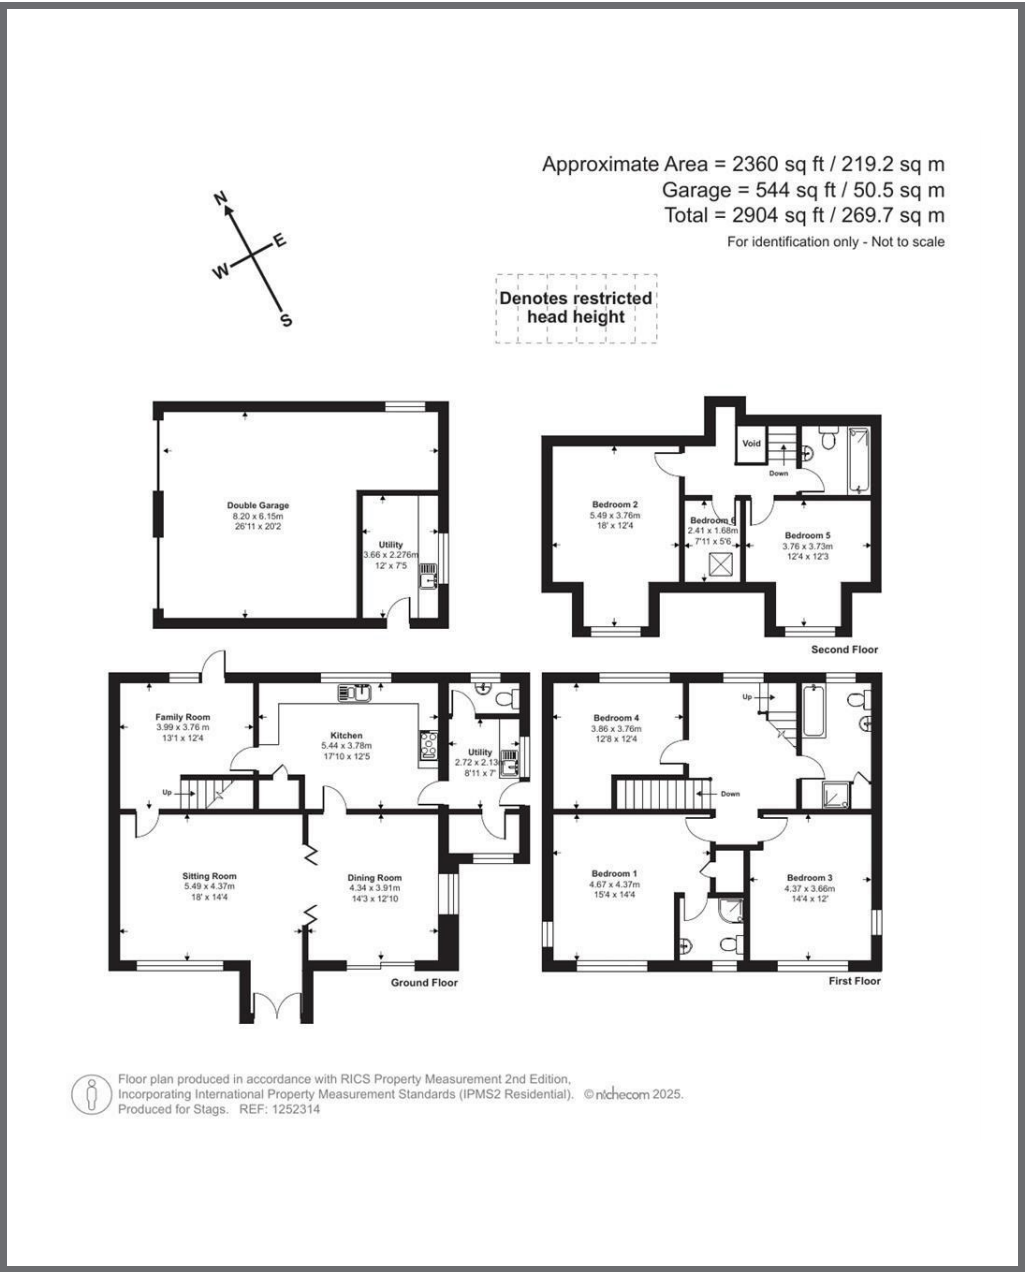 Approximate Area = 2360 sq ft / 219.2 sq m
Garage = 544 sq ft / 50.5 sq m
Total = 2904 sq ft / 269.7 sq m
For identification only - Not to scale
N
E
W
S
Denotes restricted
head height
Double Garage
8.20 x 6.15m
26'11 x 20'2
Utility
3.66 x 2.276m
12' x 7'5
Void
Down
Bedroom 2
5.49 x 3.76m
18' x 12'4
Bedroom 6
2.41 x 1.68m
7'11 x 5'6
Bedroom 5
3.76 x 3.73m
12'4 x 12'3
Second Floor
Family Room
3.99 x 3.76 m
13'1 x 12'4
Kitchen
5.44 x 3.78m
17'10 x 12'5
Utility
2.72 x 2.13m
8'11 x 7'
Up
Sitting Room
5.49 x 4.37m
18' x 14'4
Dining Room
4.34 x 3.91m
14'3 x 12'10
Ground Floor
Up
Bedroom 4
3.86 x 3.76m
12'8 x 12'4
Down
Bedroom 1
4.67 x 4.37m
15'4 x 14'4
Bedroom 3
4.37 x 3.66m
14'4 x 12'
First Floor
Floor plan produced in accordance with RICS Property Measurement 2nd Edition,
Incorporating International Property Measurement Standards (IPMS2 Residential). © nichecom 2025.
Produced for Stags. REF: 1252314